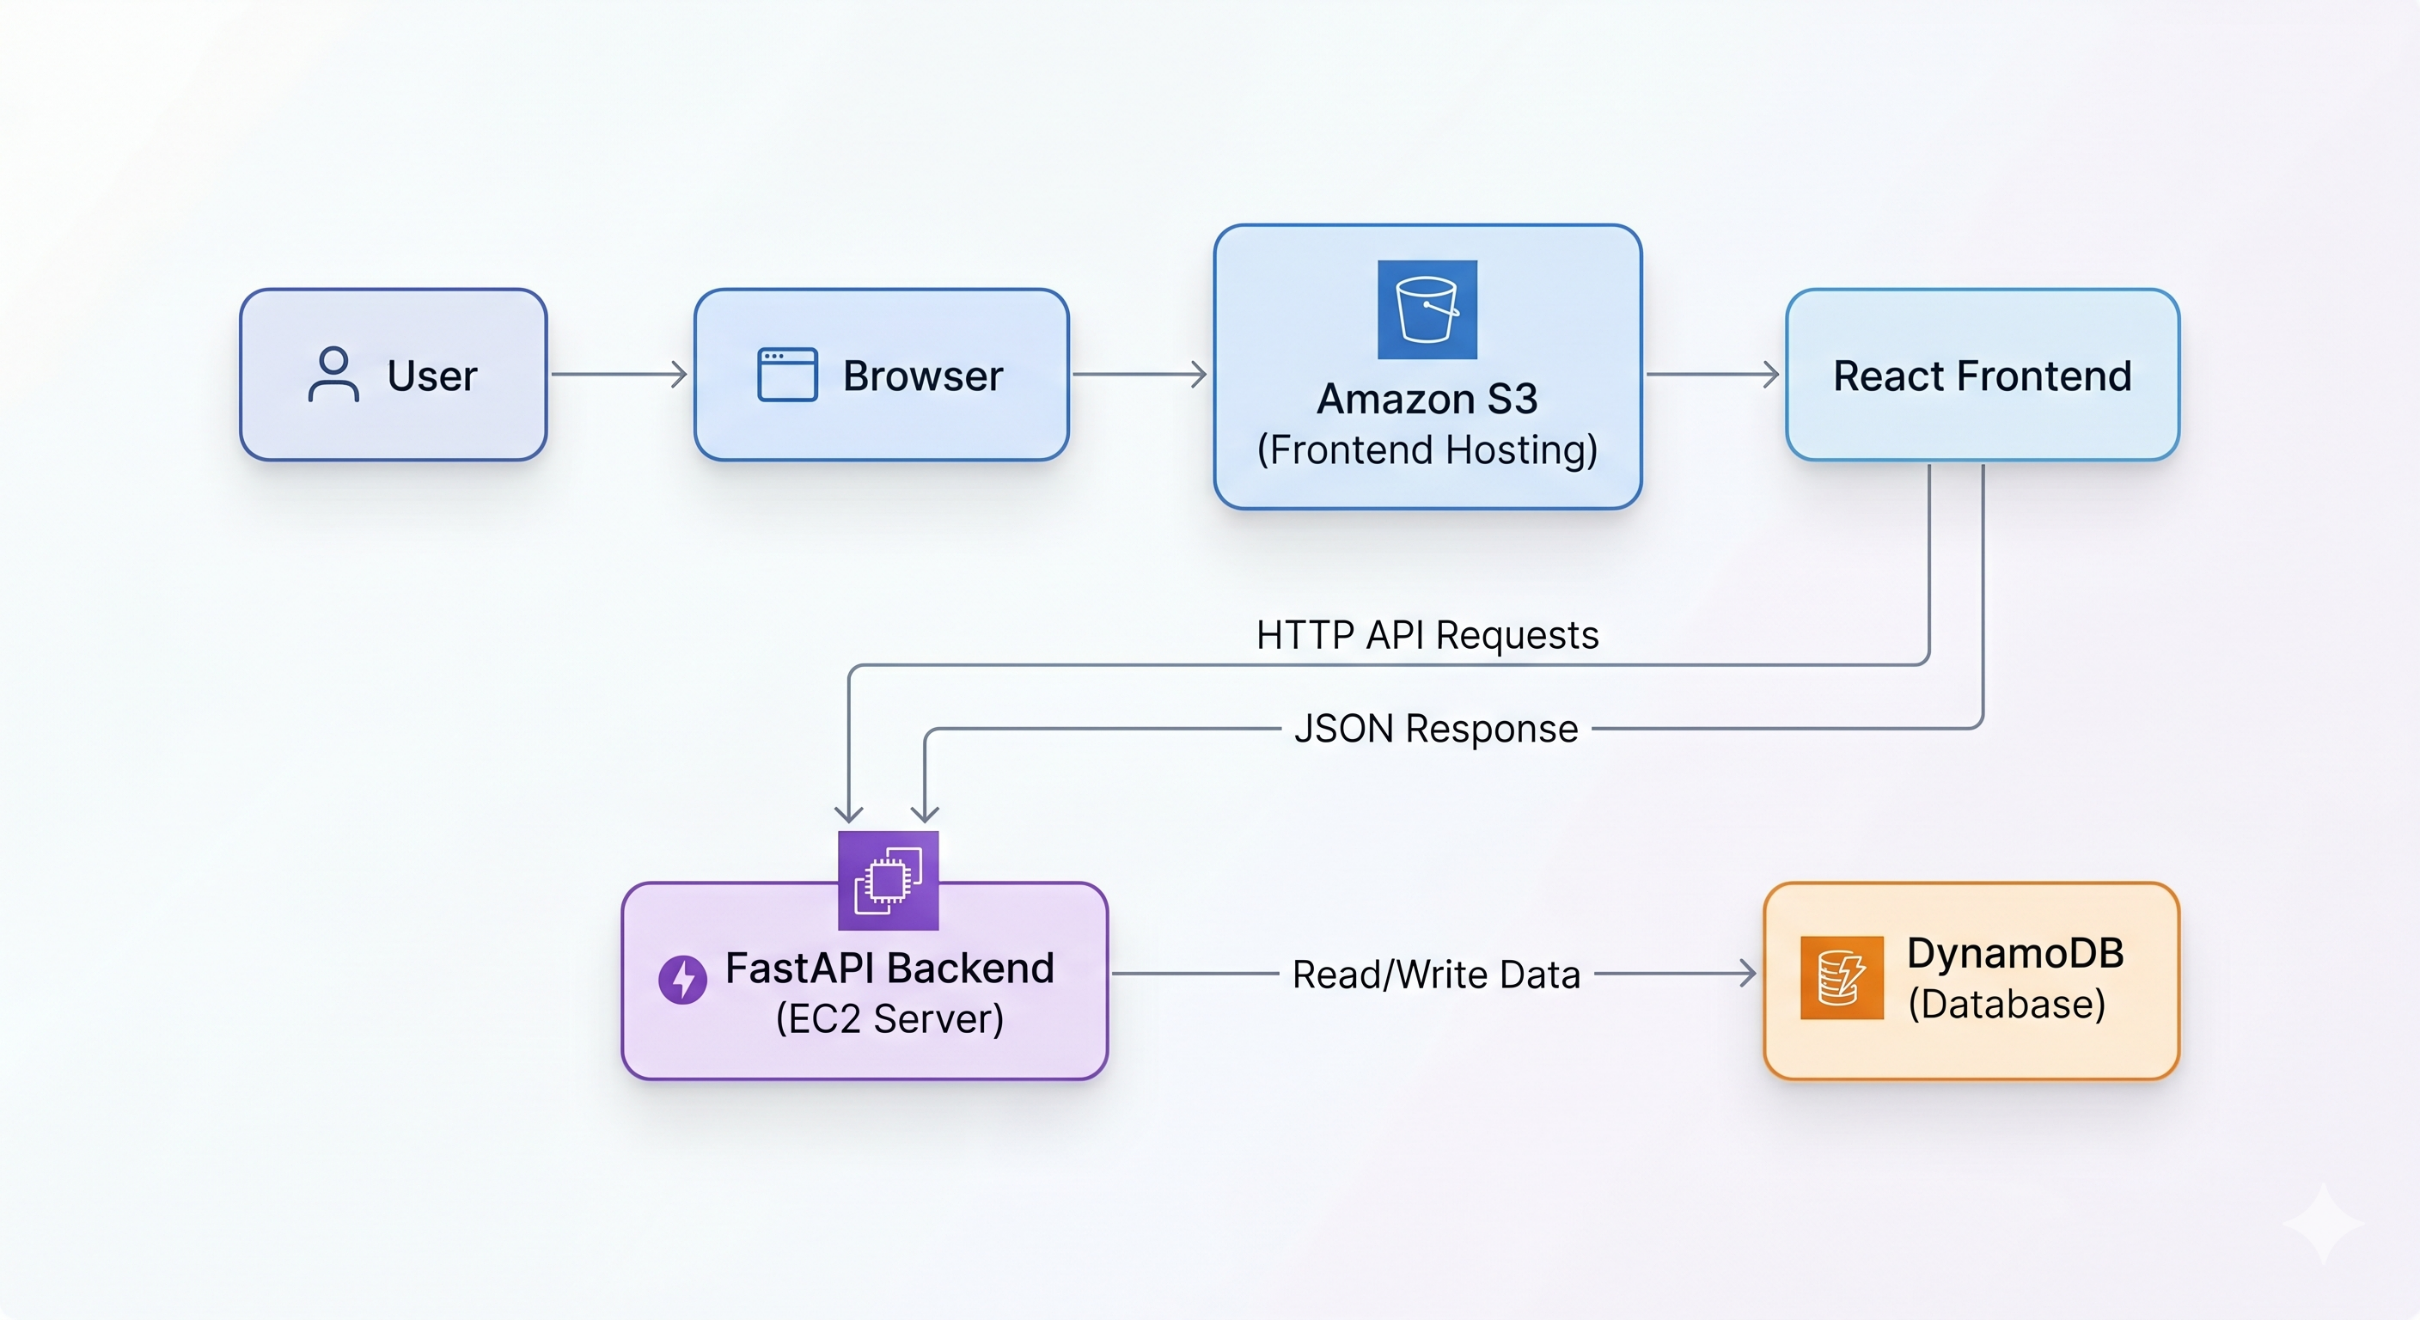 User
Browser
Amazon S3
(Frontend Hosting)
React Frontend
HTTP API Requests
JSON Response
FastAPI Backend
(EC2 Server)
Read/Write Data
DynamoDB
(Database)